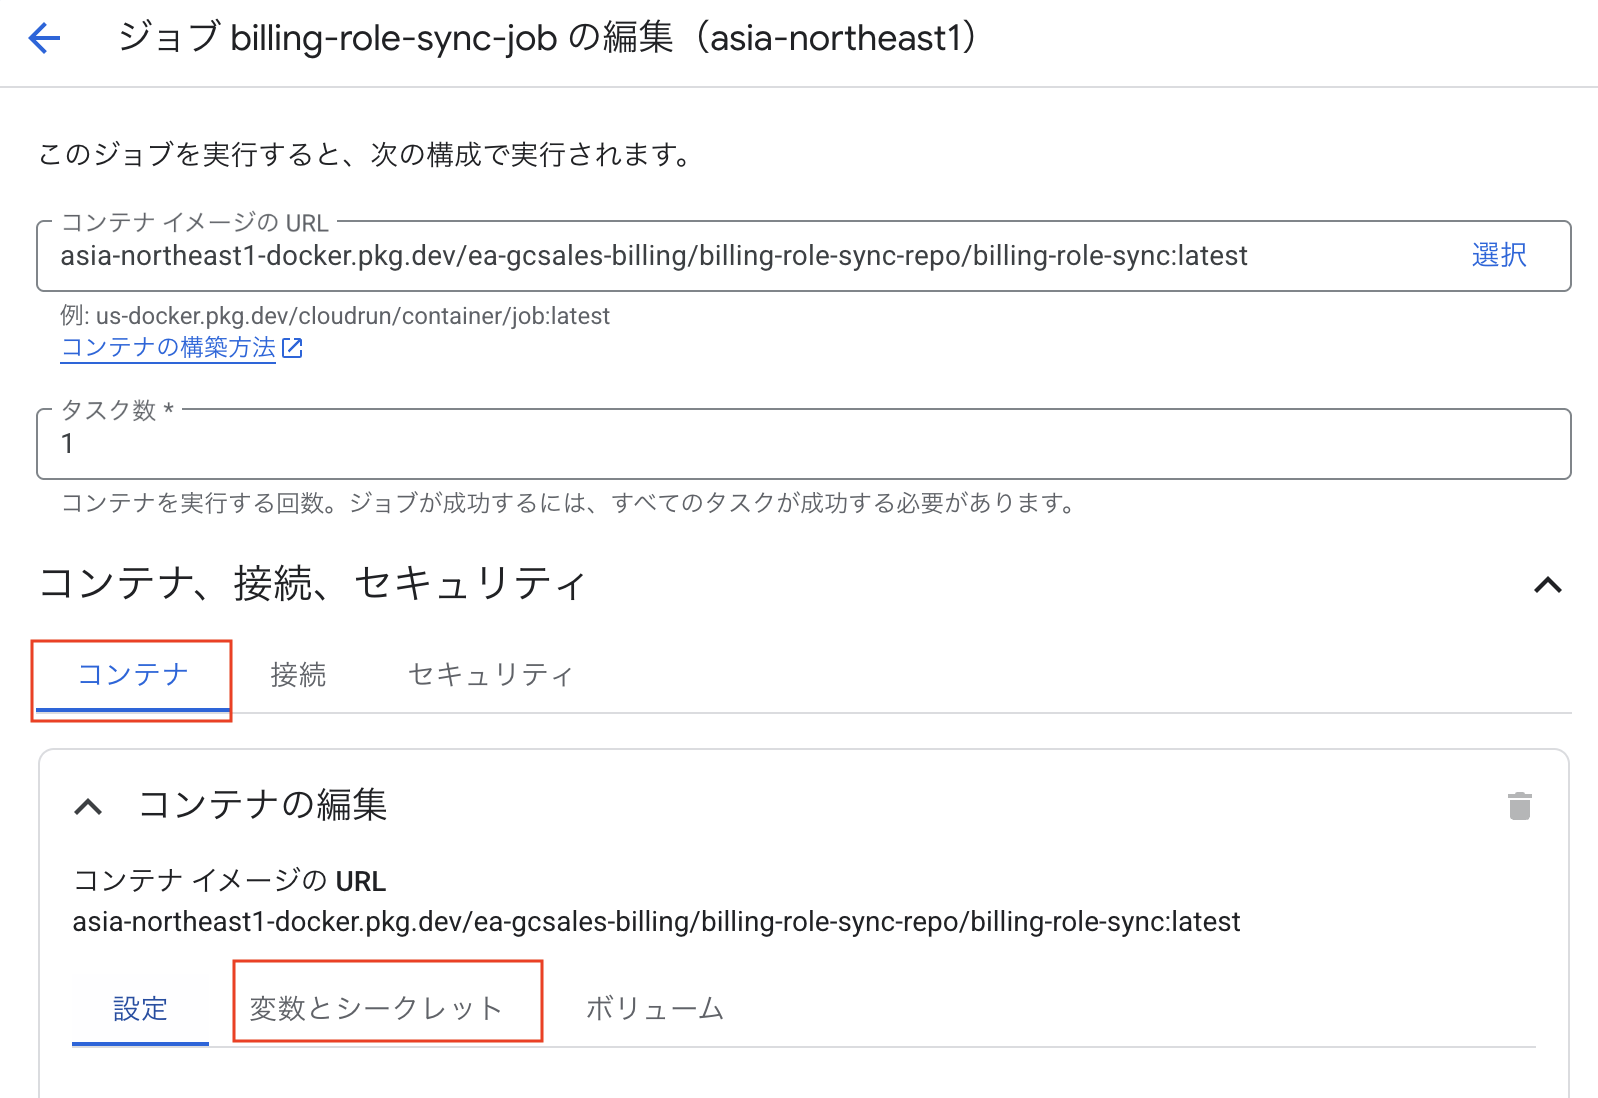 ジョブ billing-role-sync-job の編集（asia-northeast1）
このジョブを実行すると、次の構成で実行されます。
コンテナ イメージの URL
asia-northeast1-docker.pkg.dev/ea-gcsales-billing/billing-role-sync-repo/billing-role-sync:latest 選択
例: us-docker.pkg.dev/cloudrun/container/job:latest
コンテナの構築方法
タスク数 *
1
コンテナを実行する回数。ジョブが成功するには、すべてのタスクが成功する必要があります。
コンテナ、接続、セキュリティ
コンテナ 接続 セキュリティ
コンテナの編集
コンテナ イメージの URL
asia-northeast1-docker.pkg.dev/ea-gcsales-billing/billing-role-sync-repo/billing-role-sync:latest
設定 変数とシークレット ボリューム